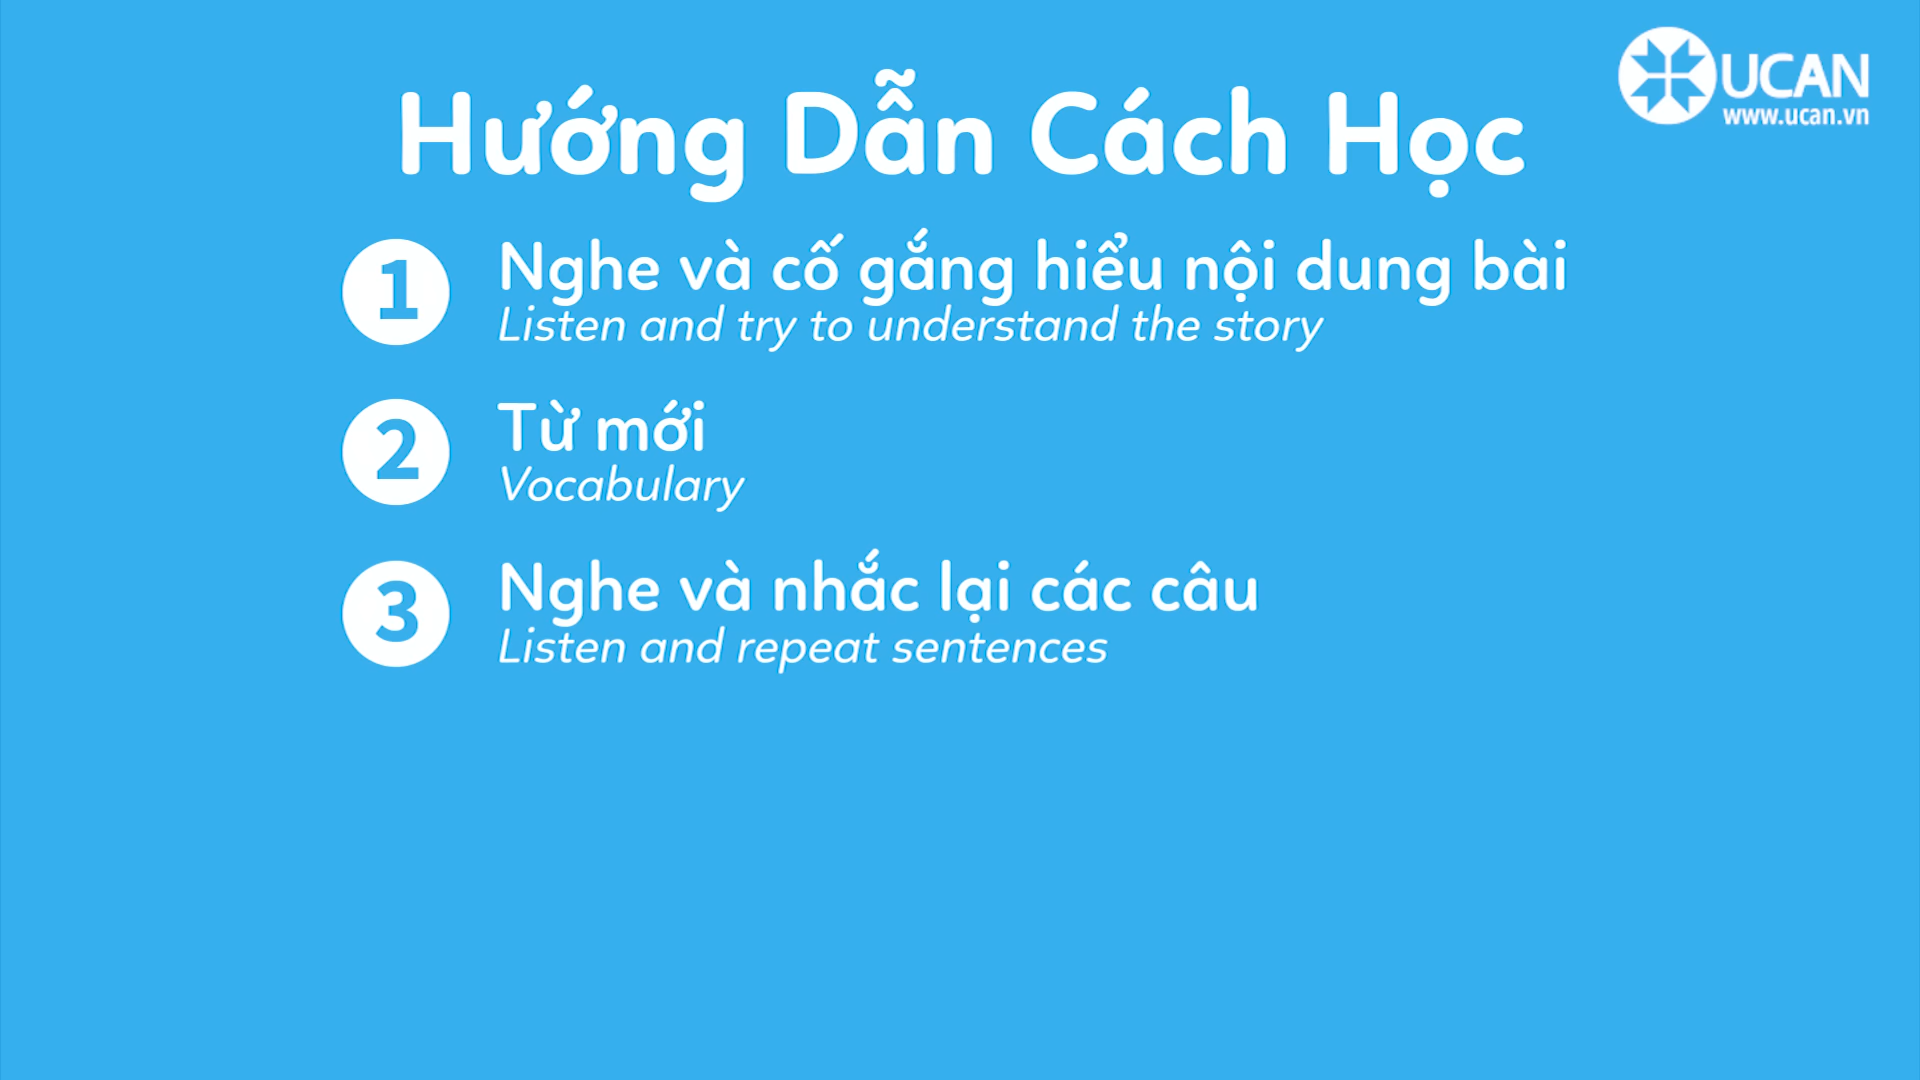 UCAN
www.ucan.vn
Hướng Dẫn Cách Học
1
Nghe và cố gắng hiểu nội dung bài
Listen and try to understand the story
2
Từ mới
Vocabulary
3
Nghe và nhắc lại các câu
Listen and repeat sentences